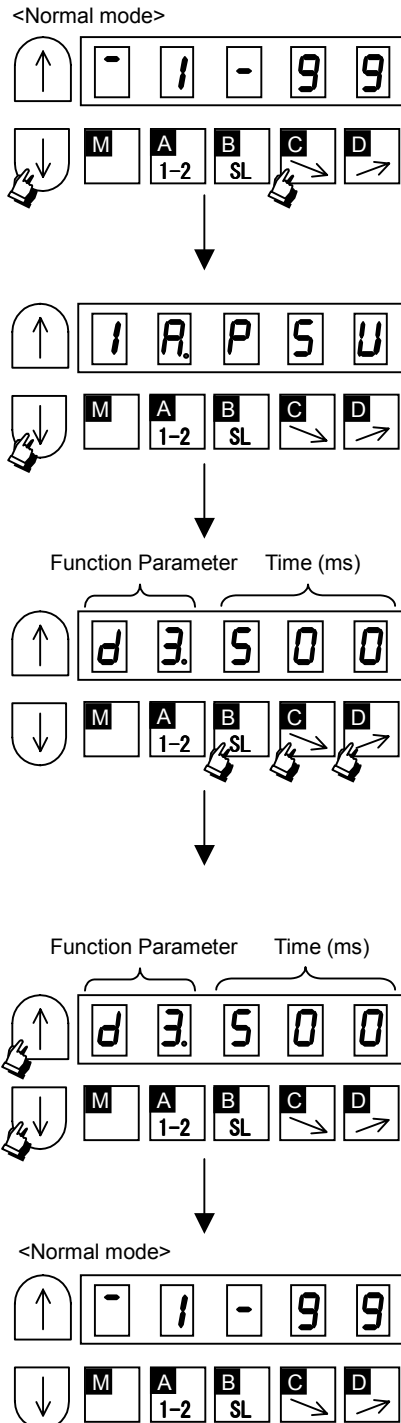 <Normal mode>
↑ ¯ 1 - 9 9
↓ M A 1-2 B SL C ↘ D ↗
↑ 1 A. P S U
↓ M A 1-2 B SL C ↘ D ↗
Function Parameter Time (ms)
↑ d 3. 5 0 0
↓ M A 1-2 B SL C ↘ D ↗
Function Parameter Time (ms)
↑ d 3. 5 0 0
↓ M A 1-2 B SL C ↘ D ↗
<Normal mode>
↑ ¯ 1 - 9 9
↓ M A 1-2 B SL C ↘ D ↗